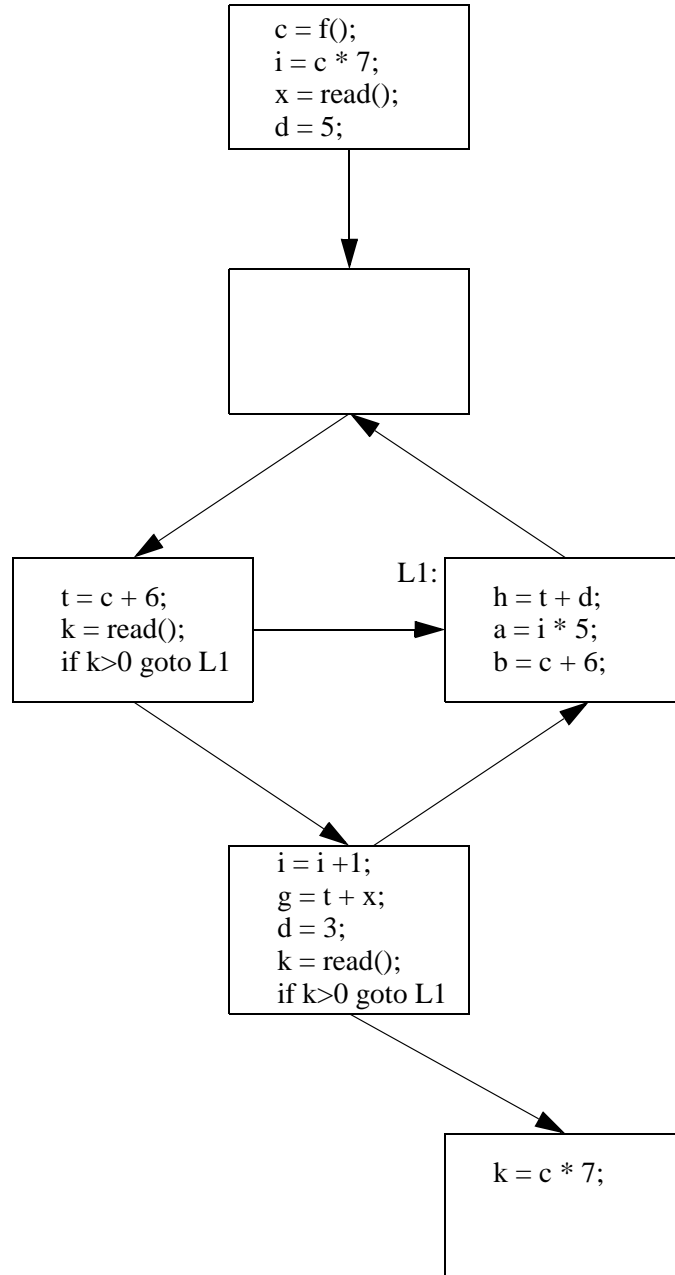 c = f();
i = c * 7;
x = read();
d = 5;
t = c + 6;
k = read();
if k>0 goto L1
L1:
h = t + d;
a = i * 5;
b = c + 6;
i = i +1;
g = t + x;
d = 3;
k = read();
if k>0 goto L1
k = c * 7;